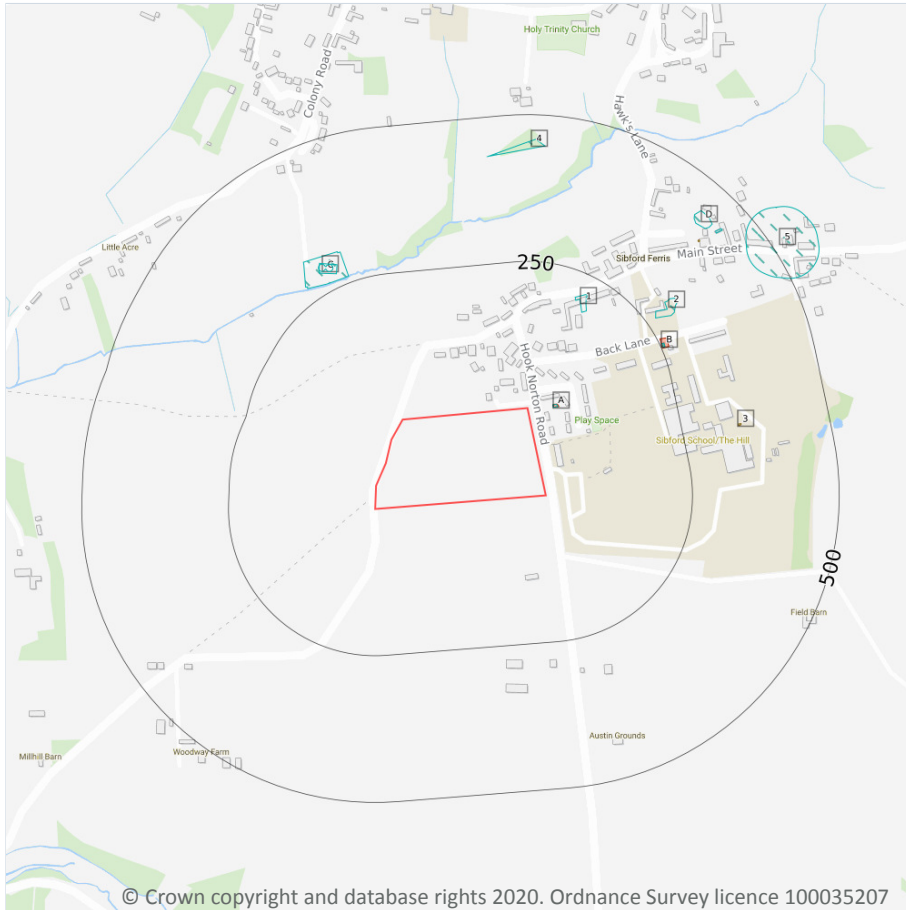 Holy Trinity Church
Colony Road
Hawk's Lane
4
D
5
Little Acre
Main Street
Sibford Ferris
250
1
2
Back Lane
B
Hook Norton Road
A
Play Space
3
Sibford School/The Hill
500
Field Barn
Austin Grounds
Woodway Farm
Millhill Barn
© Crown copyright and database rights 2020. Ordnance Survey licence 100035207